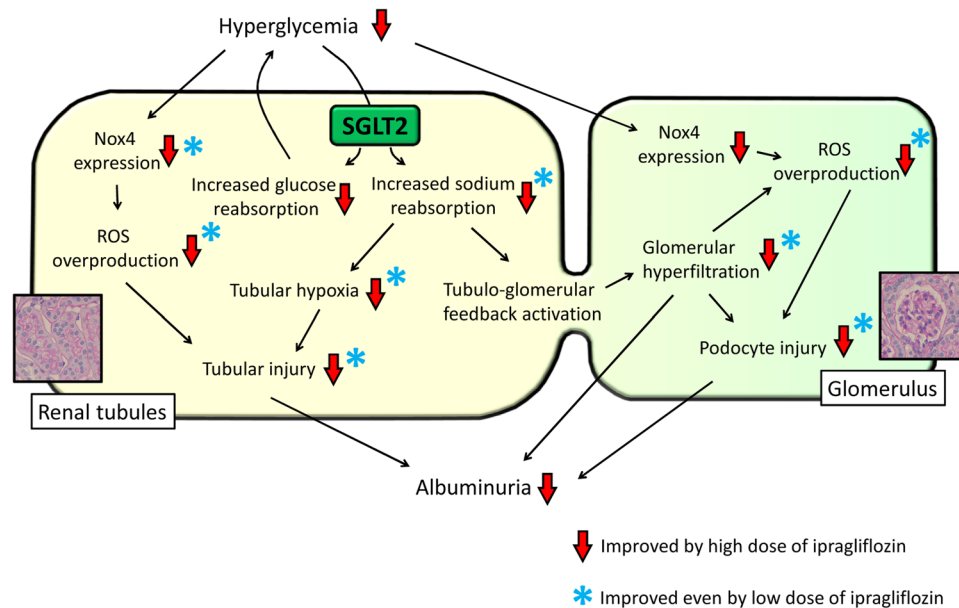 Hyperglycemia
SGLT2
Nox4
expression
Increased glucose
reabsorption
Increased sodium
reabsorption
ROS
overproduction
Tubular hypoxia
Tubulo-glomerular
feedback activation
Tubular injury
Renal tubules
Nox4
expression
ROS
overproduction
Glomerular
hyperfiltration
Podocyte injury
Glomerulus
Albuminuria
Improved by high dose of ipragliflozin
Improved even by low dose of ipragliflozin